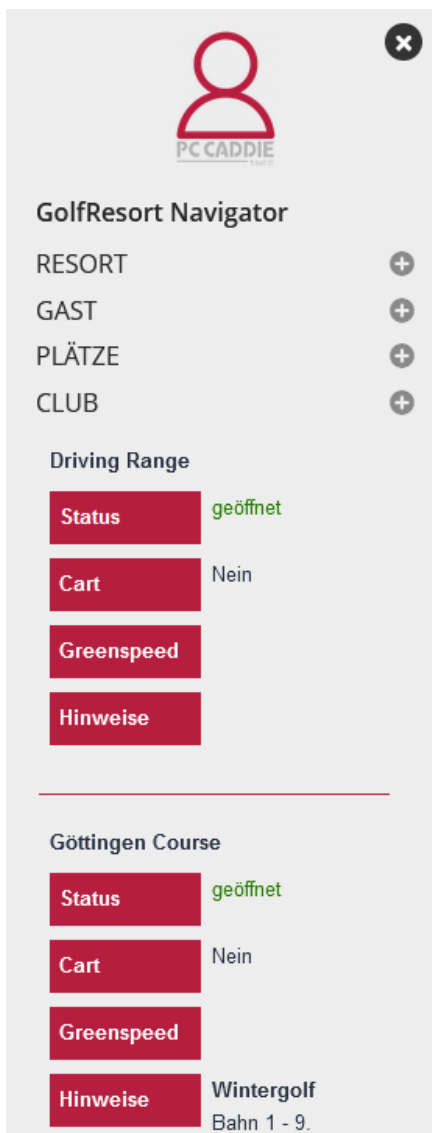 PC CADDIE
GolfResort Navigator
RESORT
GAST
PLÄTZE
CLUB
Driving Range
Status geöffnet
Cart Nein
Greenspeed
Hinweise
Göttingen Course
Status geöffnet
Cart Nein
Greenspeed
Hinweise Wintergolf
Bahn 1 - 9.